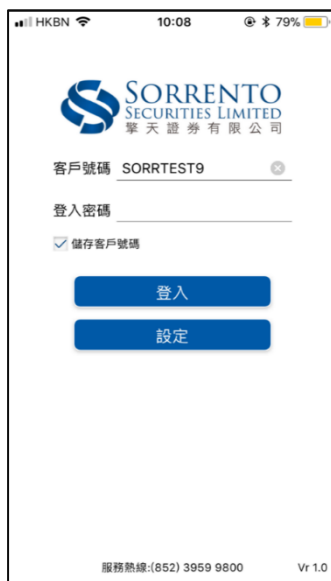 HKBN 10:08 79%
SORRENTO
SECURITIES LIMITED
擎天證券有限公司
客戶號碼 SORRTEST9
登入密碼
儲存客戶號碼
登入
設定
服務熱線:(852) 3959 9800 Vr 1.0